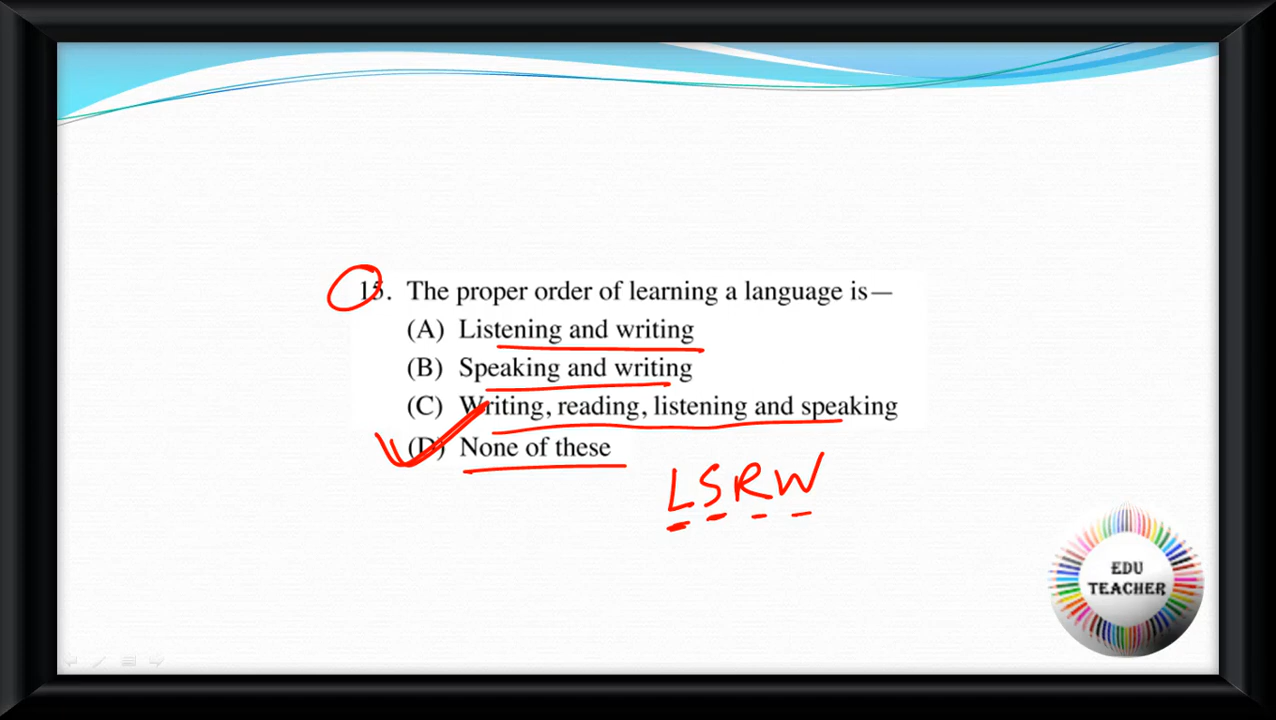 15. The proper order of learning a language is—
(A) Listening and writing
(B) Speaking and writing
(C) Writing, reading, listening and speaking
(D) None of these
LSRW
EDU
TEACHER